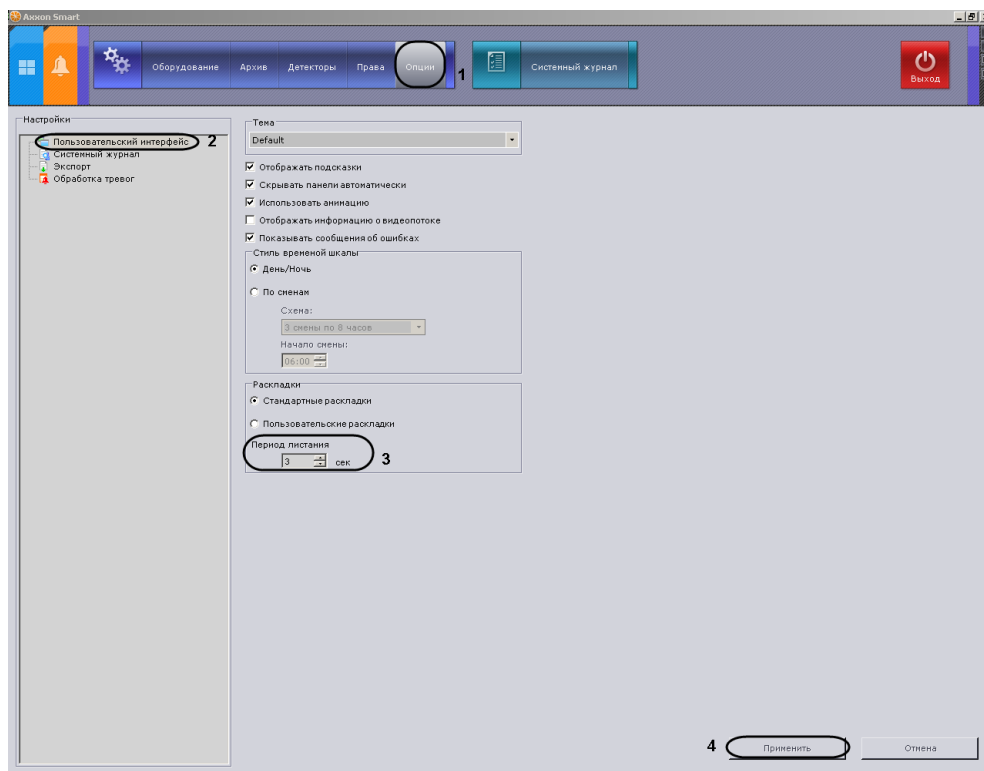 Axxon Smart
Оборудование Архив Детекторы Права Опции 1 Системный журнал Выход
Настройки
Пользовательский интерфейс 2
Системный журнал
Экспорт
Обработка тревог
Тема
Default
Отображать подсказки
Скрывать панели автоматически
Использовать анимацию
Отображать информацию о видеопотоке
Показывать сообщения об ошибках
Стиль временой шкалы
День/Ночь
По сменам
Схема:
3 смены по 8 часов
Начало смены:
06:00
Раскладки
Стандартные раскладки
Пользовательские раскладки
Период листания
3 сек 3
4 Применить Отмена